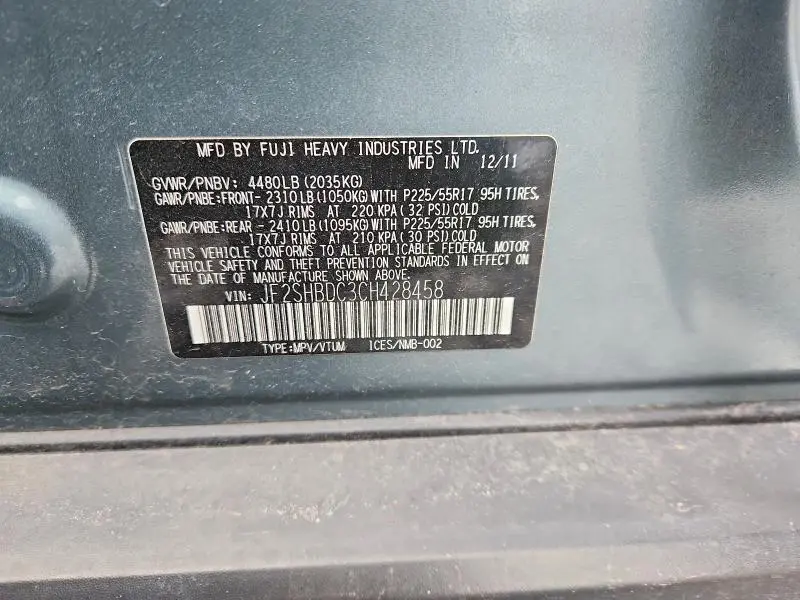 MFD BY FUJI HEAVY INDUSTRIES LTD.
MFD IN 12/11
GVWR/PNBV: 4480LB (2035KG)
GAWR/PNBE:FRONT- 2310LB (1050KG) WITH P225/55R17 95H TIRES,
17X7J RIMS AT 220 KPA ( 32 PSI) COLD
GAWR/PNBE:REAR - 2410LB (1095KG) WITH P225/55R17 95H TIRES,
17X7J RIMS AT 210 KPA ( 30 PSI) COLD
THIS VEHICLE CONFORMS TO ALL APPLICABLE FEDERAL MOTOR
VEHICLE SAFETY AND THEFT PREVENTION STANDARDS IN EFFECT ON
THE DATE OF MANUFACTURE SHOWN ABOVE.
VIN: JF2SHBDC3CH428458
TYPE:MPV/VTUM ICES/NMB-002